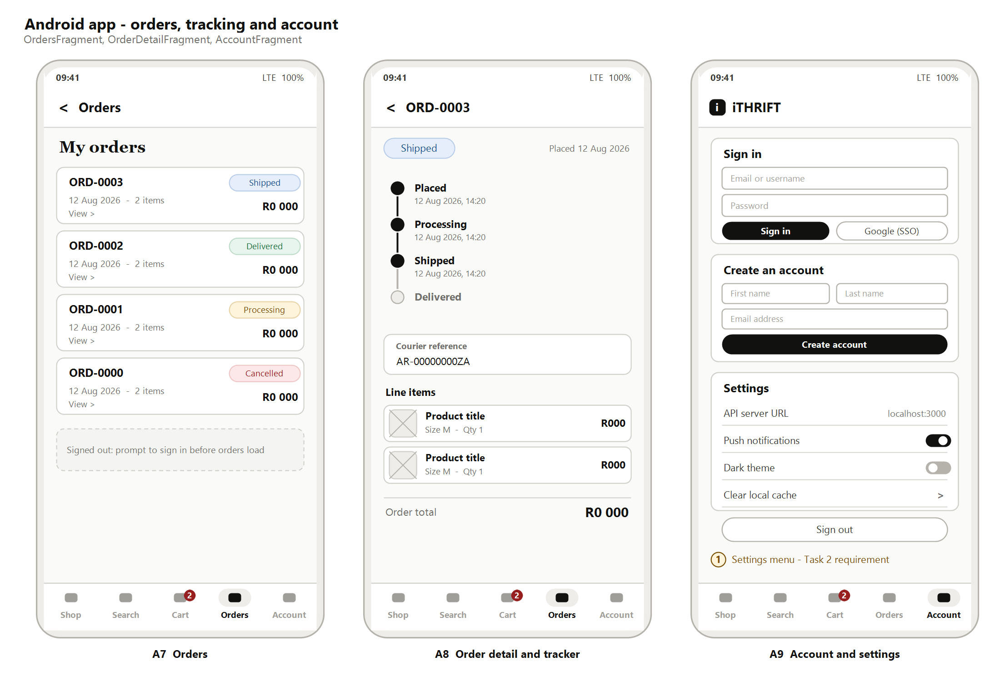 Android app - orders, tracking and account
OrdersFragment, OrderDetailFragment, AccountFragment
09:41 LTE 100%
< Orders
My orders
ORD-0003 Shipped
12 Aug 2026 - 2 items
R0 000
View >
ORD-0002 Delivered
12 Aug 2026 - 2 items
R0 000
View >
ORD-0001 Processing
12 Aug 2026 - 2 items
R0 000
View >
ORD-0000 Cancelled
12 Aug 2026 - 2 items
R0 000
View >
Signed out: prompt to sign in before orders load
2
Shop Search Cart Orders Account
A7 Orders
09:41 LTE 100%
< ORD-0003
Shipped Placed 12 Aug 2026
Placed
12 Aug 2026, 14:20
Processing
12 Aug 2026, 14:20
Shipped
12 Aug 2026, 14:20
Delivered
Courier reference
AR-00000000ZA
Line items
Product title
R000
Size M - Qty 1
Product title
R000
Size M - Qty 1
Order total R0 000
2
Shop Search Cart Orders Account
A8 Order detail and tracker
09:41 LTE 100%
i iTHRIFT
Sign in
Email or username
Password
Sign in Google (SSO)
Create an account
First name Last name
Email address
Create account
Settings
API server URL localhost:3000
Push notifications
Dark theme
Clear local cache >
Sign out
1 Settings menu - Task 2 requirement
2
Shop Search Cart Orders Account
A9 Account and settings